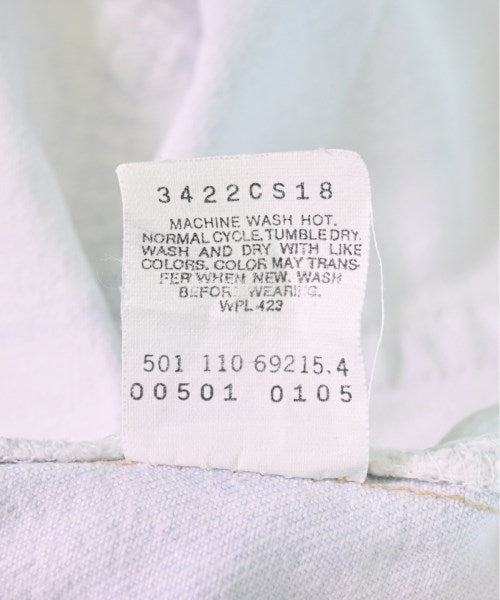 3422CS18
MACHINE WASH HOT.
NORMAL CYCLE. TUMBLE DRY.
WASH AND DRY WITH LIKE
COLORS. COLOR MAY TRANS-
FER WHEN NEW. WASH
BEFORE WEARING.
WPL 423
501 110 69215.4
00501 0105